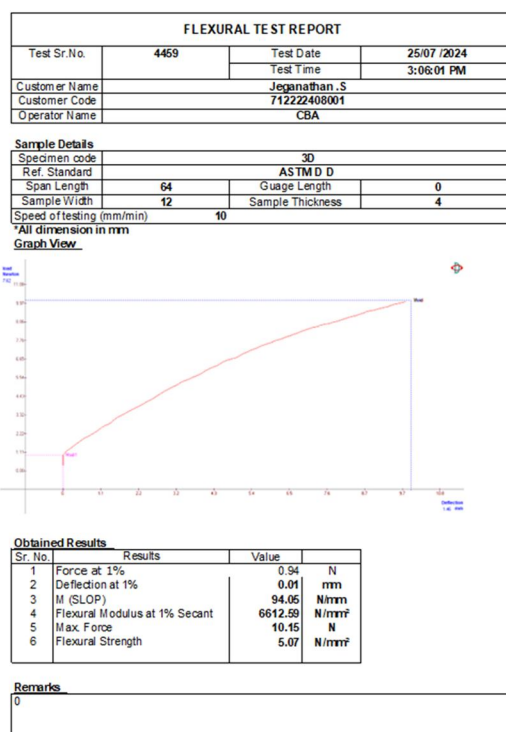 FLEXURAL TEST REPORT
Test Sr.No. 4459 Test Date 25/07 /2024
Test Time 3:06:01 PM
Customer Name Jeganathan .S
Customer Code 712222408001
Operator Name CBA
Sample Details
Specimen code 3D
Ref. Standard ASTM D D
Span Length 64 Guage Length 0
Sample Width 12 Sample Thickness 4
Speed of testing (mm/min) 10
*All dimension in mm
Graph View
Obtained Results
Sr. No. Results Value
1 Force at 1% 0.94 N
2 Deflection at 1% 0.01 mm
3 M (SLOP) 94.05 N/mm
4 Flexural Modulus at 1% Secant 6612.59 N/mm²
5 Max. Force 10.15 N
6 Flexural Strength 5.07 N/mm²
Remarks
0